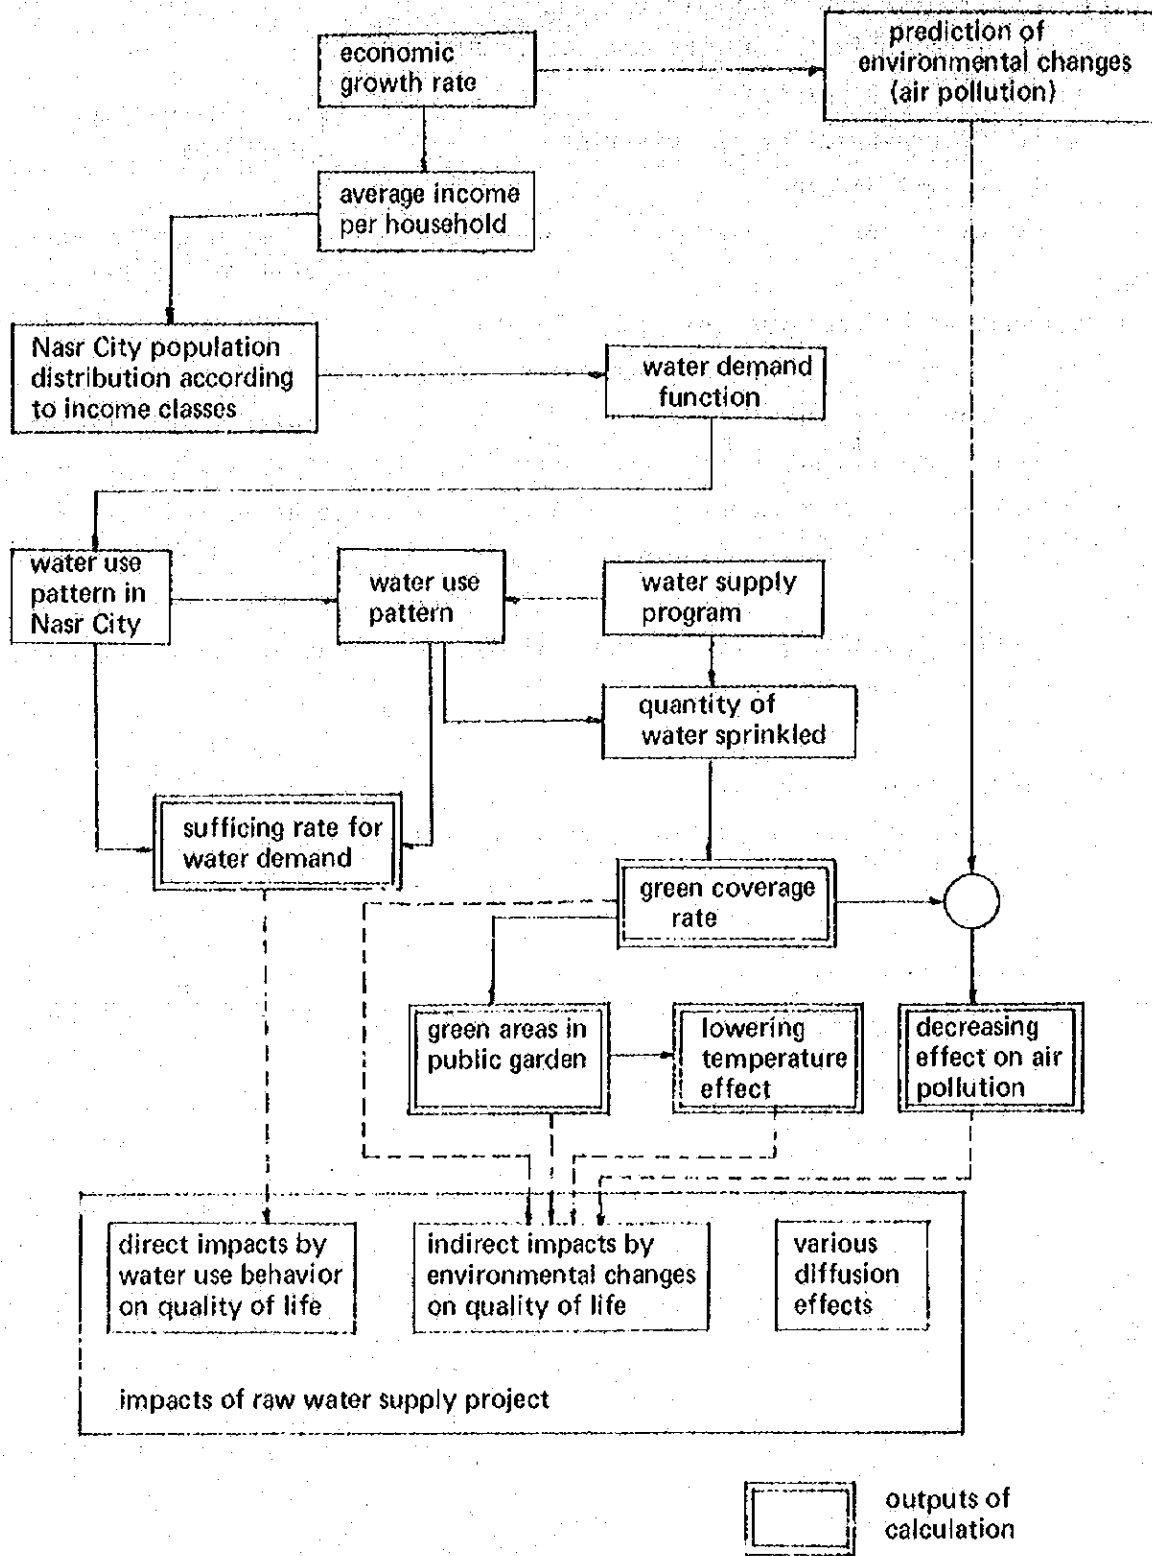 economic
growth rate
prediction of
environmental changes
(air pollution)
average income
per household
Nasr City population
distribution according
to income classes
water demand
function
water use
pattern in
Nasr City
water use
pattern
water supply
program
quantity of
water sprinkled
sufficing rate for
water demand
green coverage
rate
green areas in
public garden
lowering
temperature
effect
decreasing
effect on air
pollution
direct impacts by
water use behavior
on quality of life
indirect impacts by
environmental changes
on quality of life
various
diffusion
effects
impacts of raw water supply project
outputs of
calculation